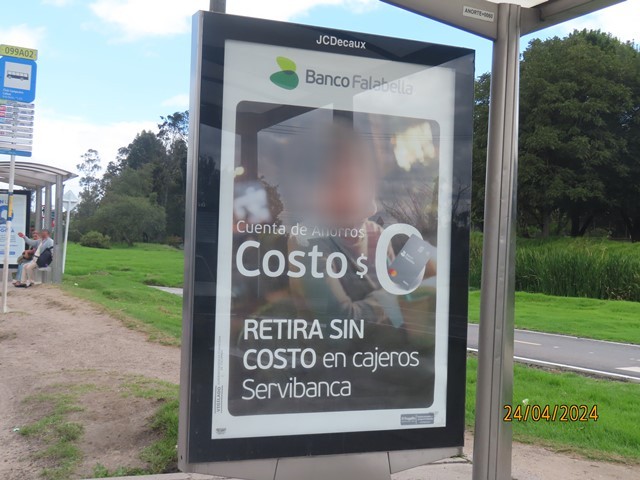 JCDecaux
Banco Falabella
Cuenta de Ahorros
Costo $0
RETIRA SIN
COSTO en cajeros
Servibanca
099A02
24/04/2024